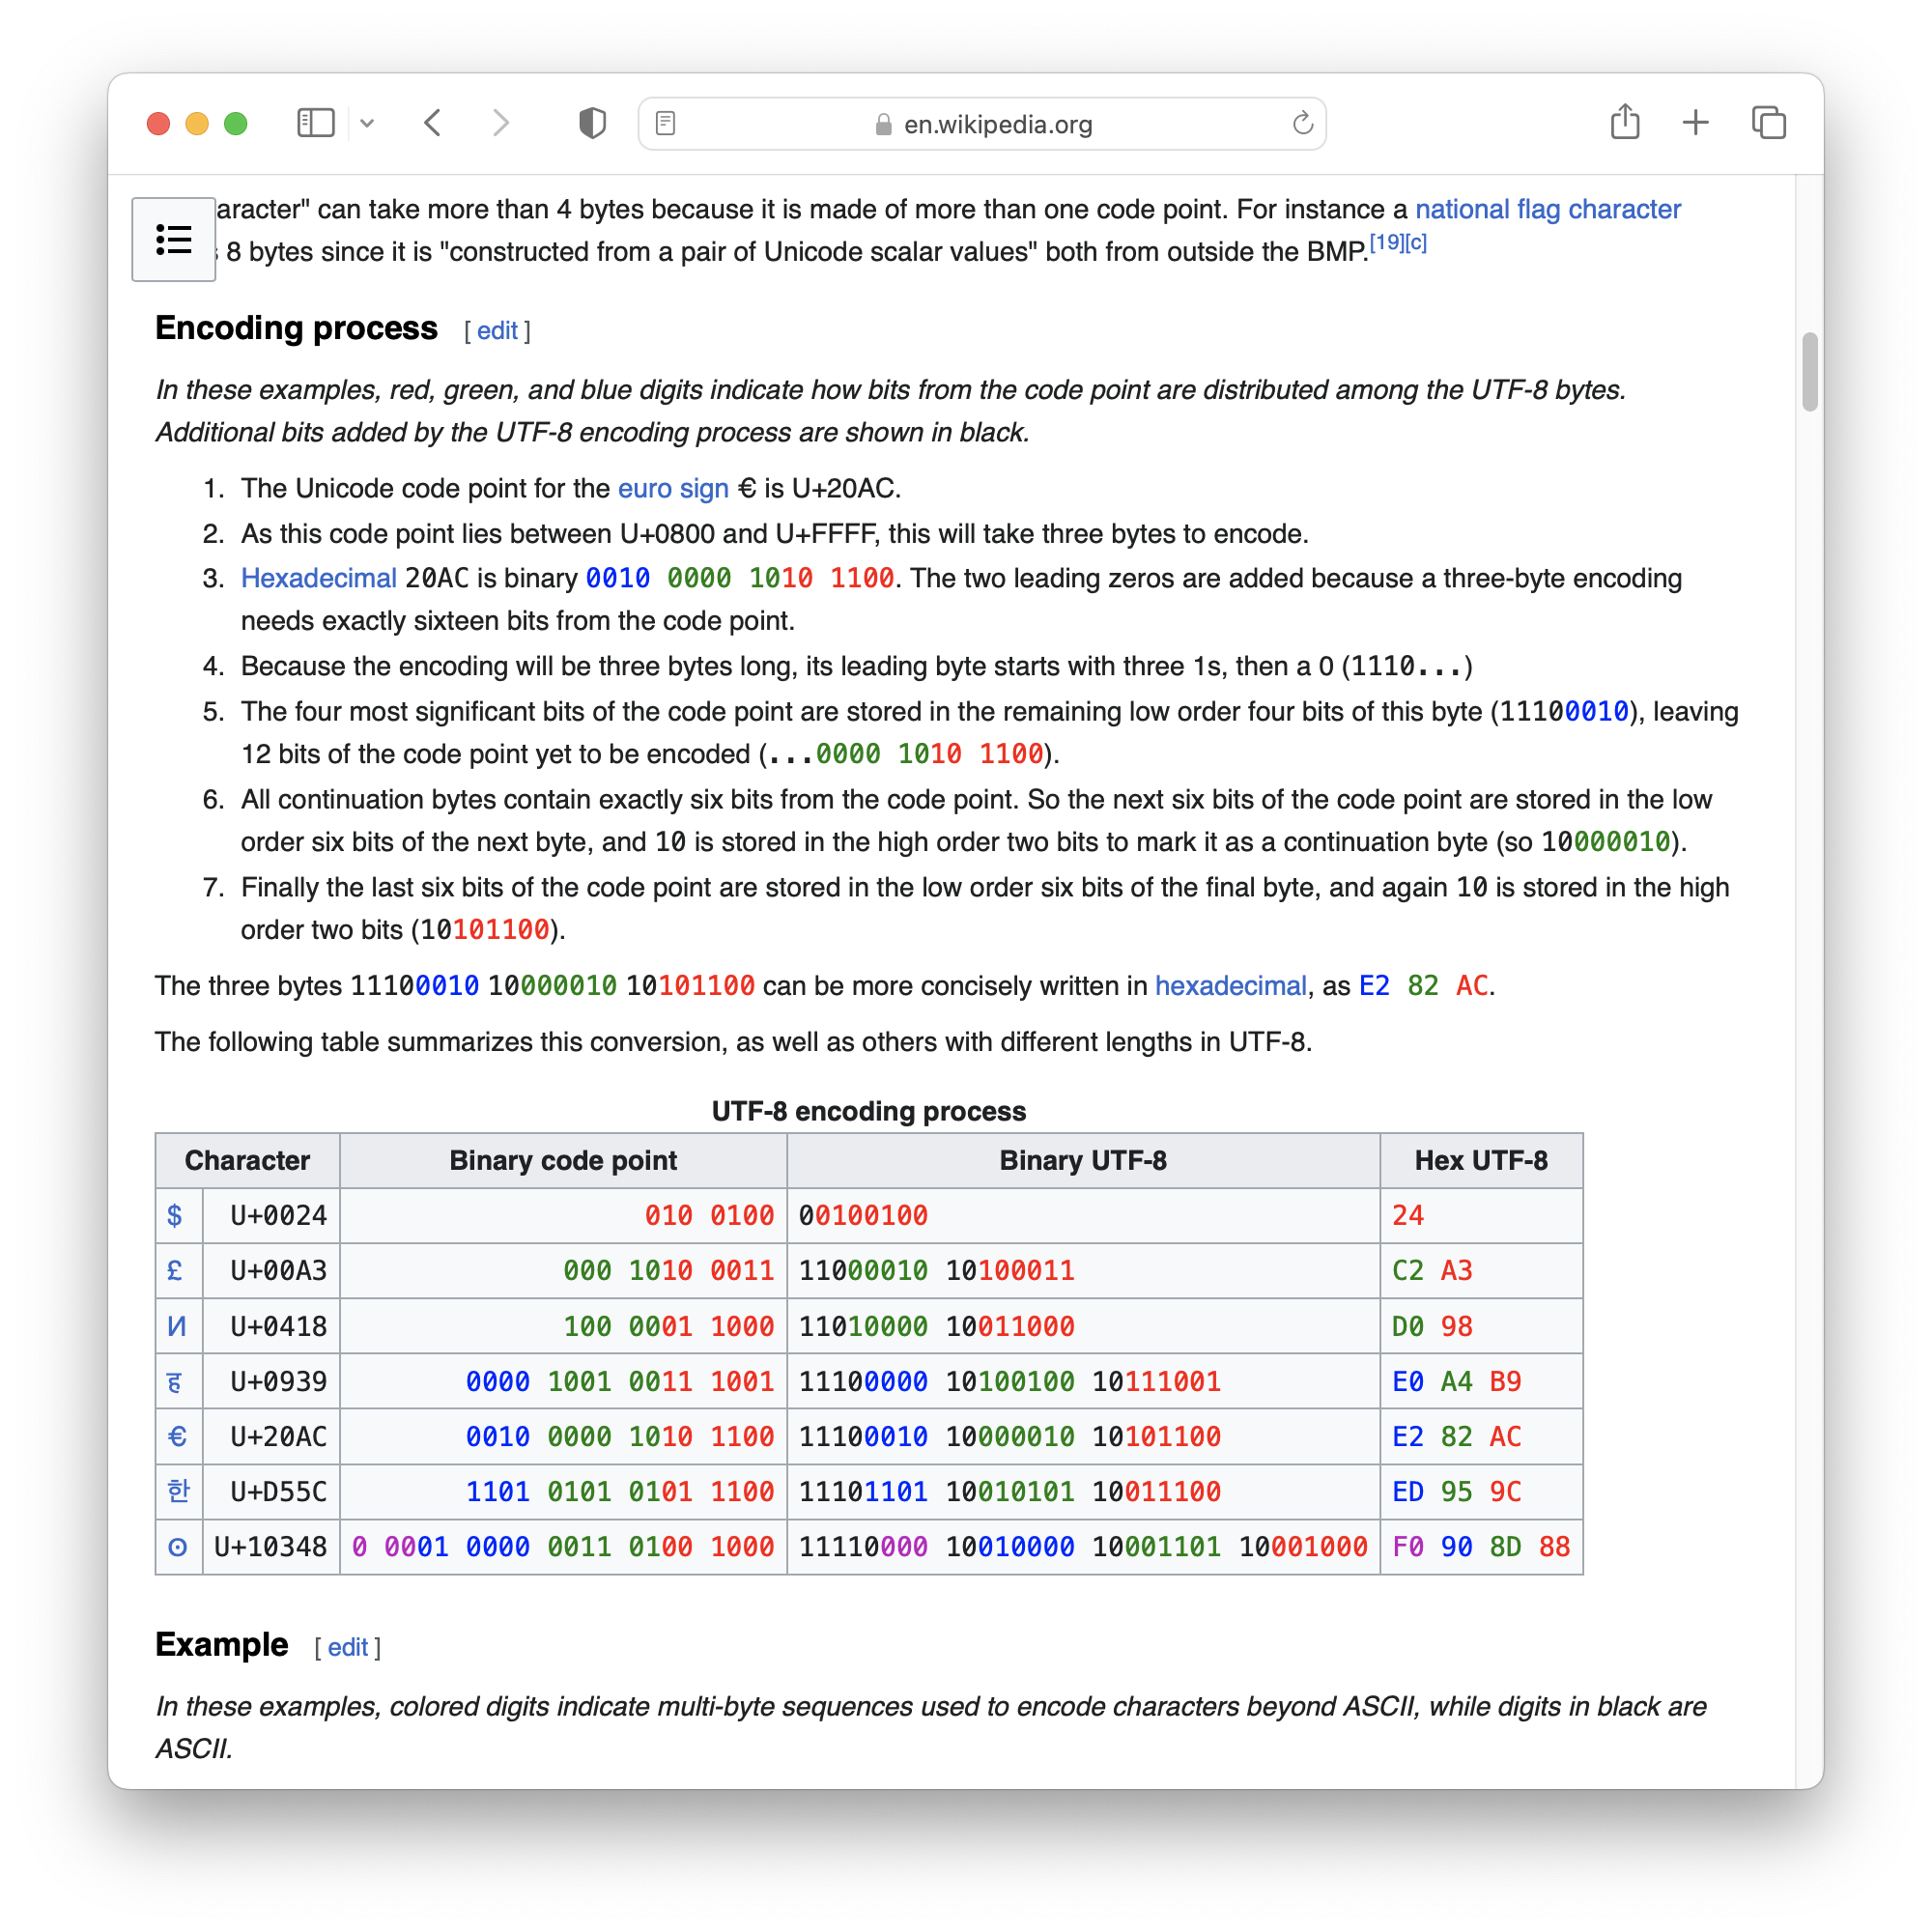 en.wikipedia.org
aracter" can take more than 4 bytes because it is made of more than one code point. For instance a national flag character
8 bytes since it is "constructed from a pair of Unicode scalar values" both from outside the BMP.[19][c]
Encoding process [ edit ]
In these examples, red, green, and blue digits indicate how bits from the code point are distributed among the UTF-8 bytes.
Additional bits added by the UTF-8 encoding process are shown in black.
1. The Unicode code point for the euro sign € is U+20AC.
2. As this code point lies between U+0800 and U+FFFF, this will take three bytes to encode.
3. Hexadecimal 20AC is binary 0010 0000 1010 1100. The two leading zeros are added because a three-byte encoding
needs exactly sixteen bits from the code point.
4. Because the encoding will be three bytes long, its leading byte starts with three 1s, then a 0 (1110...)
5. The four most significant bits of the code point are stored in the remaining low order four bits of this byte (11100010), leaving
12 bits of the code point yet to be encoded (...0000 1010 1100).
6. All continuation bytes contain exactly six bits from the code point. So the next six bits of the code point are stored in the low
order six bits of the next byte, and 10 is stored in the high order two bits to mark it as a continuation byte (so 10000010).
7. Finally the last six bits of the code point are stored in the low order six bits of the final byte, and again 10 is stored in the high
order two bits (10101100).
The three bytes 11100010 10000010 10101100 can be more concisely written in hexadecimal, as E2 82 AC.
The following table summarizes this conversion, as well as others with different lengths in UTF-8.
UTF-8 encoding process
Character Binary code point Binary UTF-8 Hex UTF-8
$ U+0024 010 0100 00100100 24
£ U+00A3 000 1010 0011 11000010 10100011 C2 A3
И U+0418 100 0001 1000 11010000 10011000 D0 98
ह U+0939 0000 1001 0011 1001 11100000 10100100 10111001 E0 A4 B9
€ U+20AC 0010 0000 1010 1100 11100010 10000010 10101100 E2 82 AC
한 U+D55C 1101 0101 0101 1100 11101101 10010101 10011100 ED 95 9C
𐍈 U+10348 0 0001 0000 0011 0100 1000 11110000 10010000 10001101 10001000 F0 90 8D 88
Example [ edit ]
In these examples, colored digits indicate multi-byte sequences used to encode characters beyond ASCII, while digits in black are
ASCII.